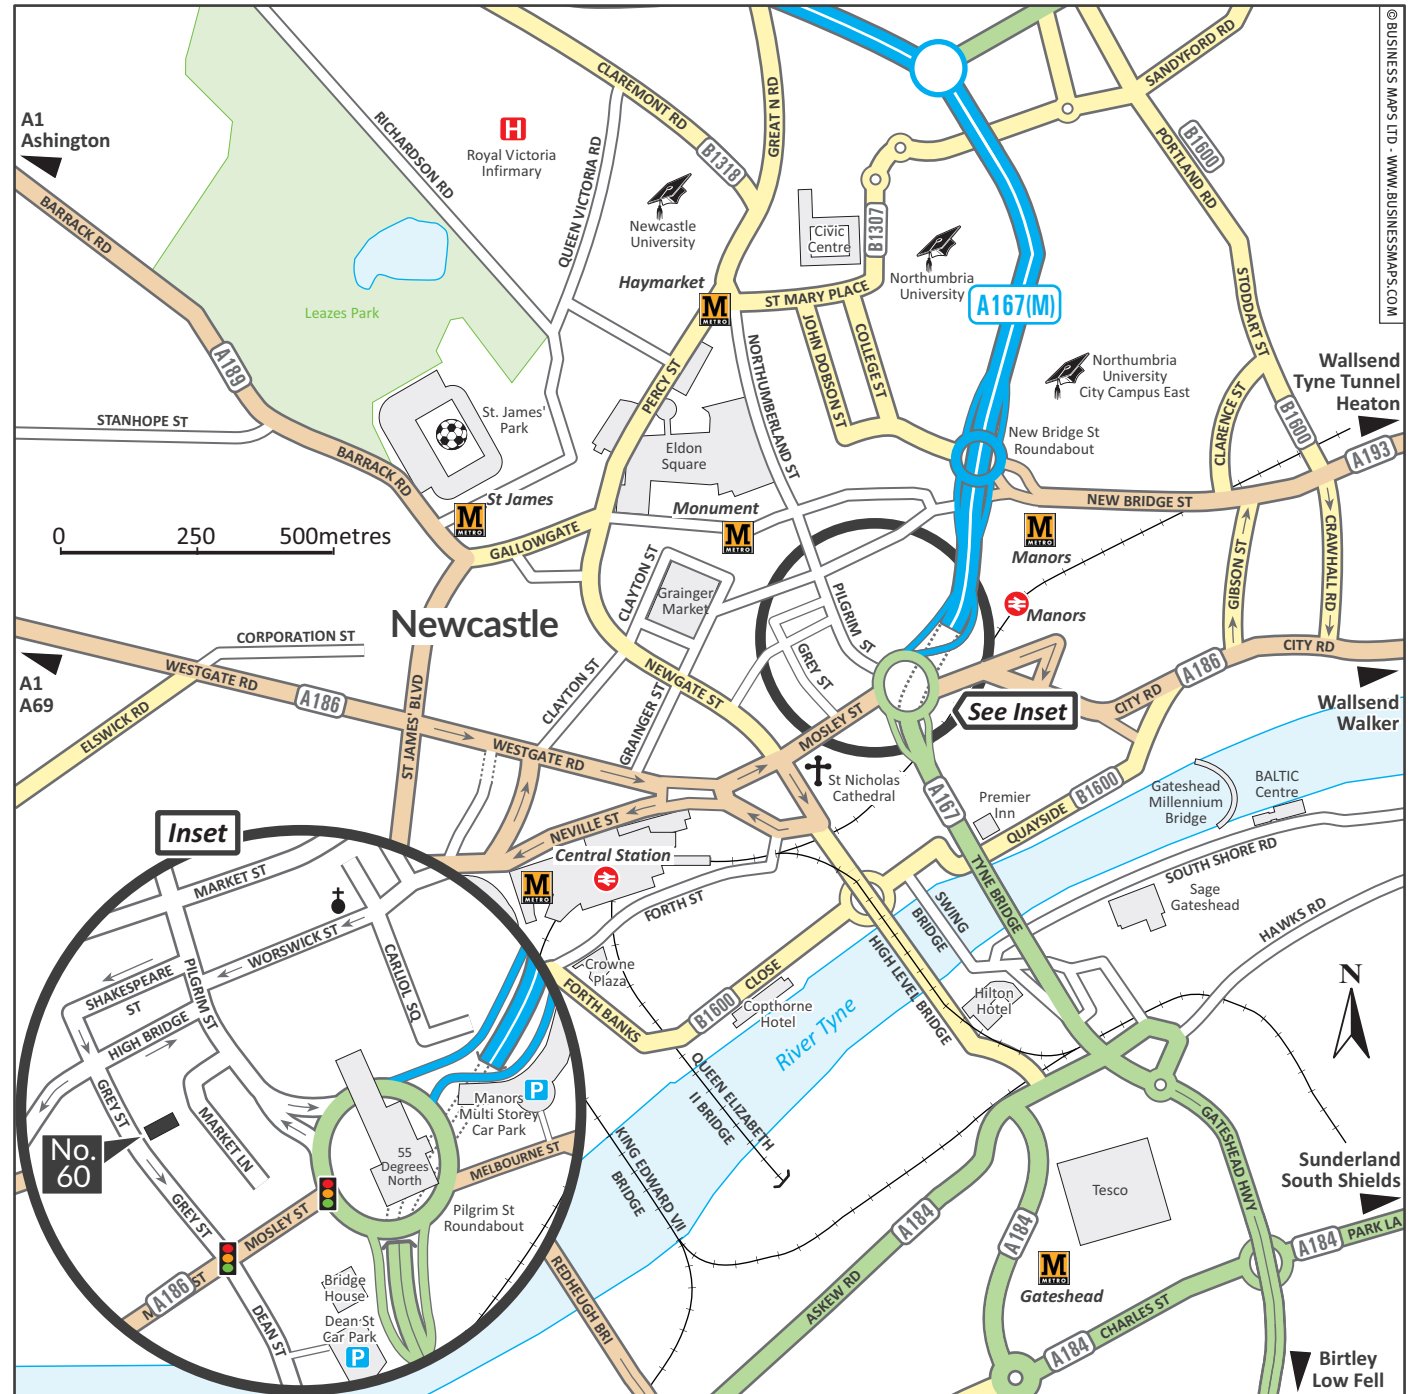 © BUSINESS MAPS LTD - WWW.BUSINESSMAPS.COM
A1
Ashington
BARRACK RD
RICHARDSON RD
H
Royal Victoria
Infirmary
CLAREMONT RD
B1318
GREAT N RD
QUEEN VICTORIA RD
Newcastle
University
Haymarket
M
METRO
Civic
Centre
B1307
Northumbria
University
A167(M)
SANDYFORD RD
PORTLAND RD
B1600
STODDART ST
ST MARY PLACE
JOHN DOBSON ST
COLLEGE ST
NORTHUMBERLAND ST
Northumbria
University
City Campus East
Wallsend
Tyne Tunnel
Heaton
CLARENCE ST
B1600
A193
New Bridge St
Roundabout
NEW BRIDGE ST
Leazes Park
A189
STANHOPE ST
BARRACK RD
St. James'
Park
PERCY ST
Eldon
Square
St James
M
METRO
Monument
M
METRO
M
METRO
Manors
Manors
GALLOWGATE
0 250 500metres
CLAYTON ST
Grainger
Market
PILGRIM ST
GREY ST
GIBSON ST
CRAWHALL RD
CITY RD
A186
CITY RD
Wallsend
Walker
Newcastle
CORPORATION ST
WESTGATE RD
A186
A1
A69
ELSWICK RD
ST JAMES' BLVD
CLAYTON ST
NEWGATE ST
GRAINGER ST
WESTGATE RD
MOSLEY ST
See Inset
St Nicholas
Cathedral
A167
Premier
Inn
QUAYSIDE
B1600
Gateshead
Millennium
Bridge
BALTIC
Centre
SOUTH SHORE RD
Sage
Gateshead
HAWKS RD
NEVILLE ST
Central Station
M
METRO
FORTH ST
Crowne
Plaza
FORTH BANKS
B1600
CLOSE
Copthorne
Hotel
River Tyne
SWING
BRIDGE
HIGH LEVEL BRIDGE
TYNE BRIDGE
Hilton
Hotel
N
QUEEN ELIZABETH
II BRIDGE
KING EDWARD VII
BRIDGE
REDHEUGH BRI
GATESHEAD HWY
Tesco
A184
A184
ASKEW RD
M
METRO
Gateshead
CHARLES ST
A184
A184
PARK LA
Sunderland
South Shields
Birtley
Low Fell
Inset
MARKET ST
WORSWICK ST
CARLIOL SQ
SHAKESPEARE
ST
PILGRIM ST
HIGH BRIDGE
GREY ST
MARKET LN
No.
60
GREY ST
MOSLEY ST
A186
ST
DEAN ST
55
Degrees
North
Manors
Multi Storey
Car Park
P
MELBOURNE ST
Pilgrim St
Roundabout
Bridge
House
Dean St
Car Park
P